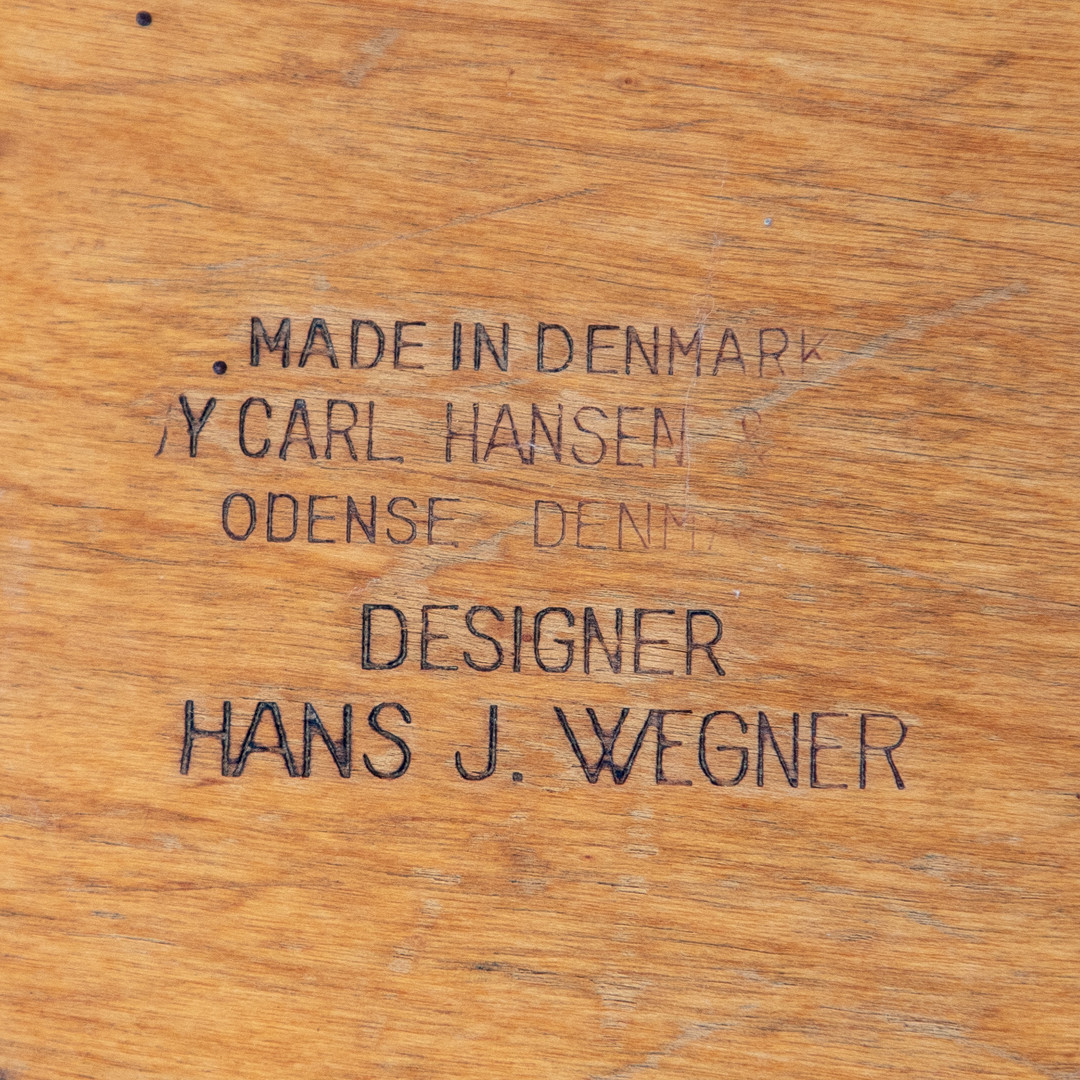 MADE IN DENMARK
CARL HANSEN &
ODENSE
DESIGNER
HANS J. WEGNER